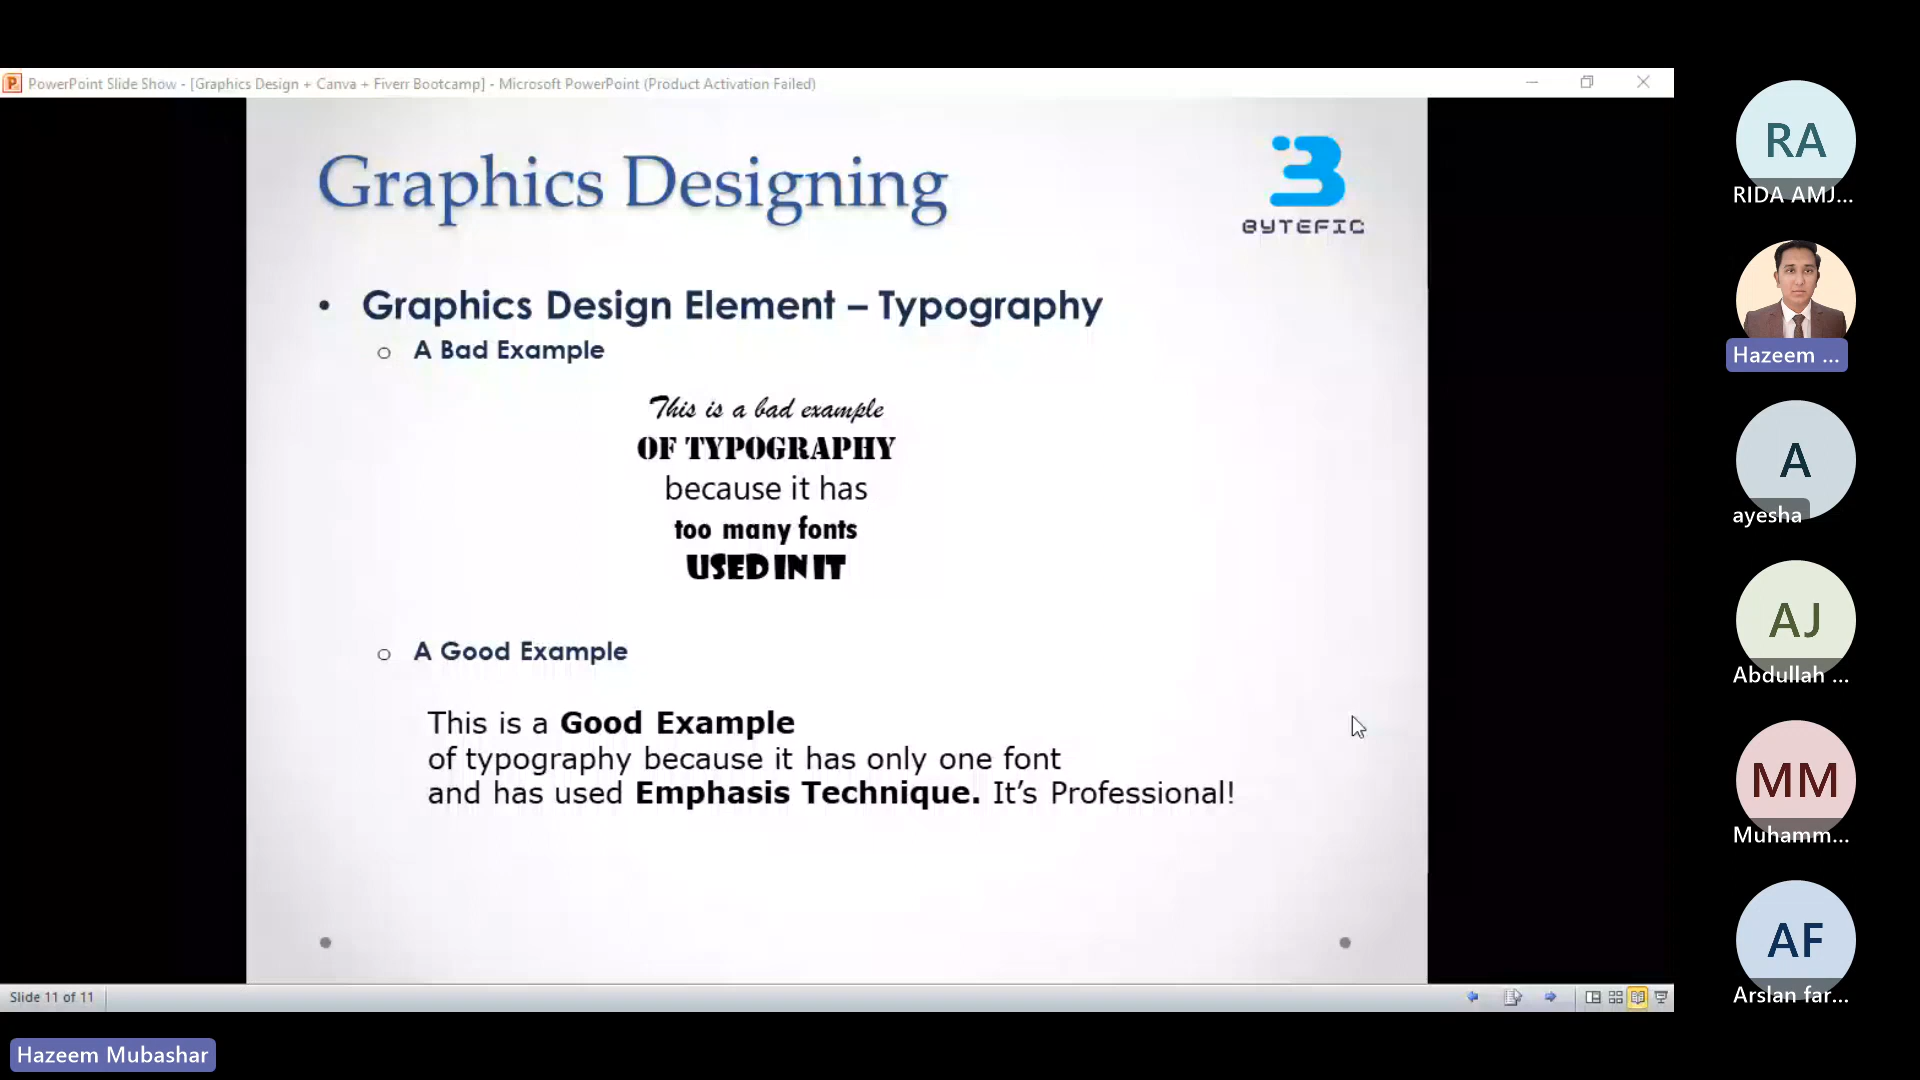 PowerPoint Slide Show - [Graphics Design + Canva + Fiverr Bootcamp] - Microsoft PowerPoint (Product Activation Failed)
Graphics Designing
BYTEFIC
• Graphics Design Element – Typography
o A Bad Example
This is a bad example
OF TYPOGRAPHY
because it has
too many fonts
USED IN IT
o A Good Example
This is a Good Example
of typography because it has only one font
and has used Emphasis Technique. It’s Professional!
Slide 11 of 11
Hazeem Mubashar
RA
RIDA AMJ...
Hazeem ...
A
ayesha
AJ
Abdullah ...
MM
Muhamm...
AF
Arslan far...